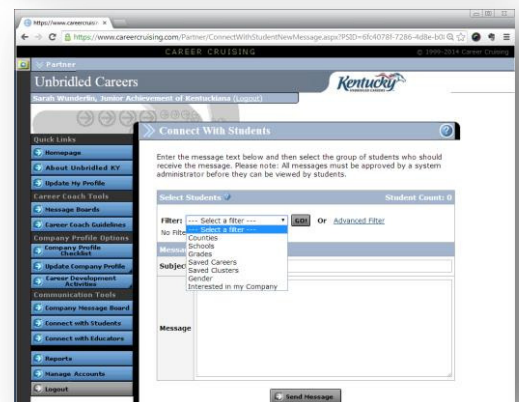 https://www.careercruisi
https://www.careercruising.com/Partner/ConnectWithStudentNewMessage.aspx?PSID=6fc4078f-7286-4d8e-b0
CAREER CRUISING
© 1999-2014 Career Cruising
Partner
Unbridled Careers
Kentucky
UNBRIDLED CAREERS
Sarah Wunderlin, Junior Achievement of Kentuckiana (Logout)
Connect With Students
?
Quick Links
Homepage
About Unbridled KY
Update My Profile
Career Coach Tools
Message Boards
Career Coach Guidelines
Company Profile Options
Company Profile
Checklist
Update Company Profile
Career Development
Activities
Communication Tools
Company Message Board
Connect with Students
Connect with Educators
Reports
Manage Accounts
Logout
Enter the message text below and then select the group of students who should
receive the message. Please note: All messages must be approved by a system
administrator before they can be viewed by students.
Select Students
Student Count: 0
Filter: --- Select a filter --- GO! Or Advanced Filter
No Filte
--- Select a filter ---
Counties
Schools
Grades
Saved Careers
Saved Clusters
Gender
Interested in my Company
Messa
Subjec
Message
Send Message